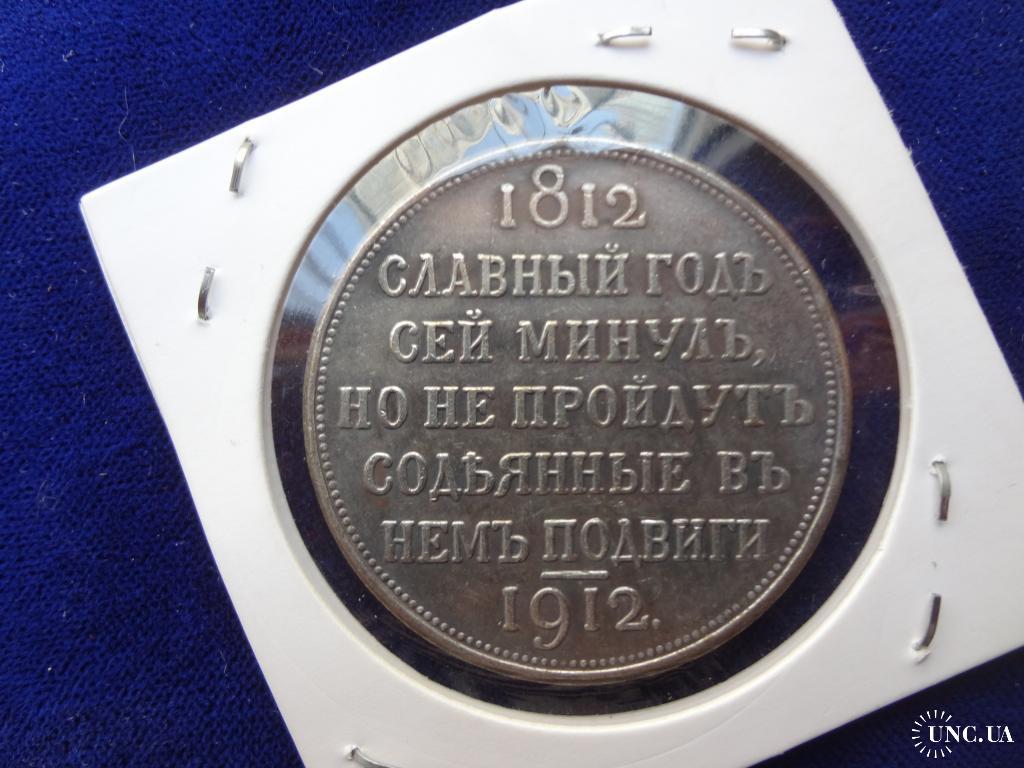 1812
СЛАВНЫЙ ГОДЪ
СЕЙ МИНУЛЪ,
НО НЕ ПРОЙДУТЪ
СОДѢЯННЫЕ ВЪ
НЕМЪ ПОДВИГИ
1912.
UNC.UA